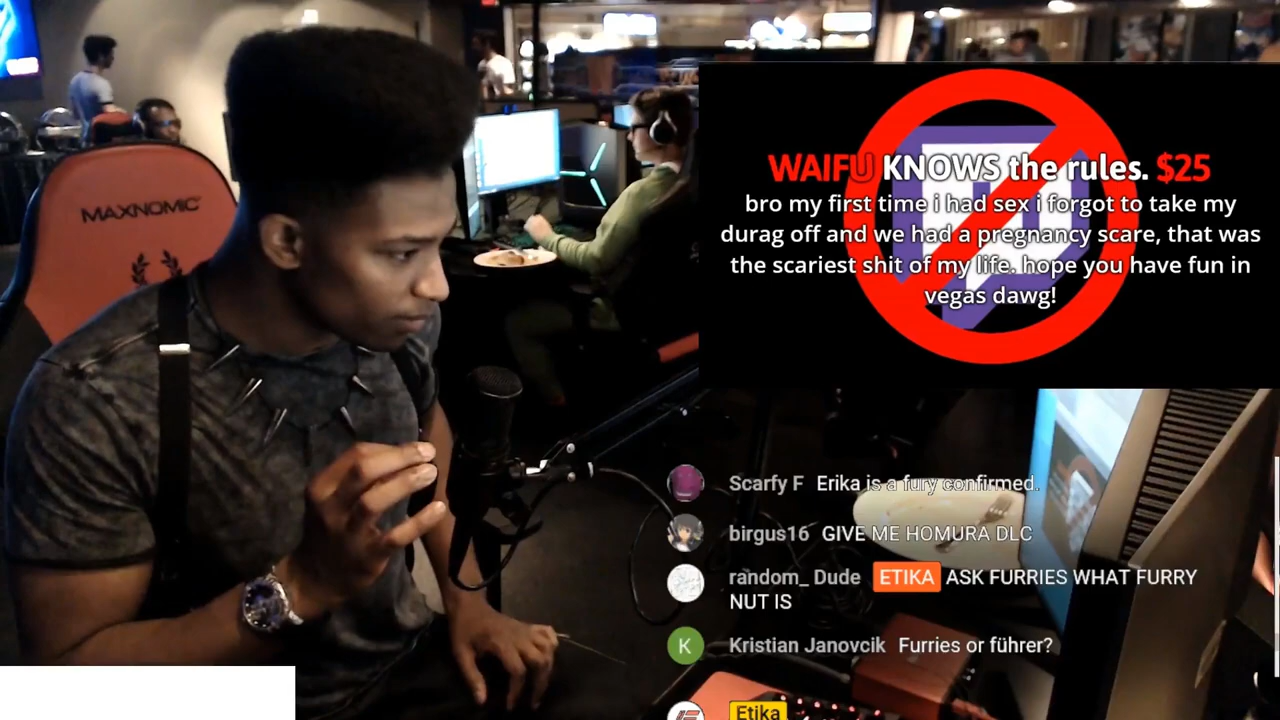 MAXNOMIC
WAIFU KNOWS the rules. $25
bro my first time i had sex i forgot to take my
durag off and we had a pregnancy scare, that was
the scariest shit of my life. hope you have fun in
vegas dawg!
Scarfy F Erika is a fury confirmed.
birgus16 GIVE ME HOMURA DLC
random_ Dude ETIKA ASK FURRIES WHAT FURRY
NUT IS
K Kristian Janovcik Furries or führer?
Etika